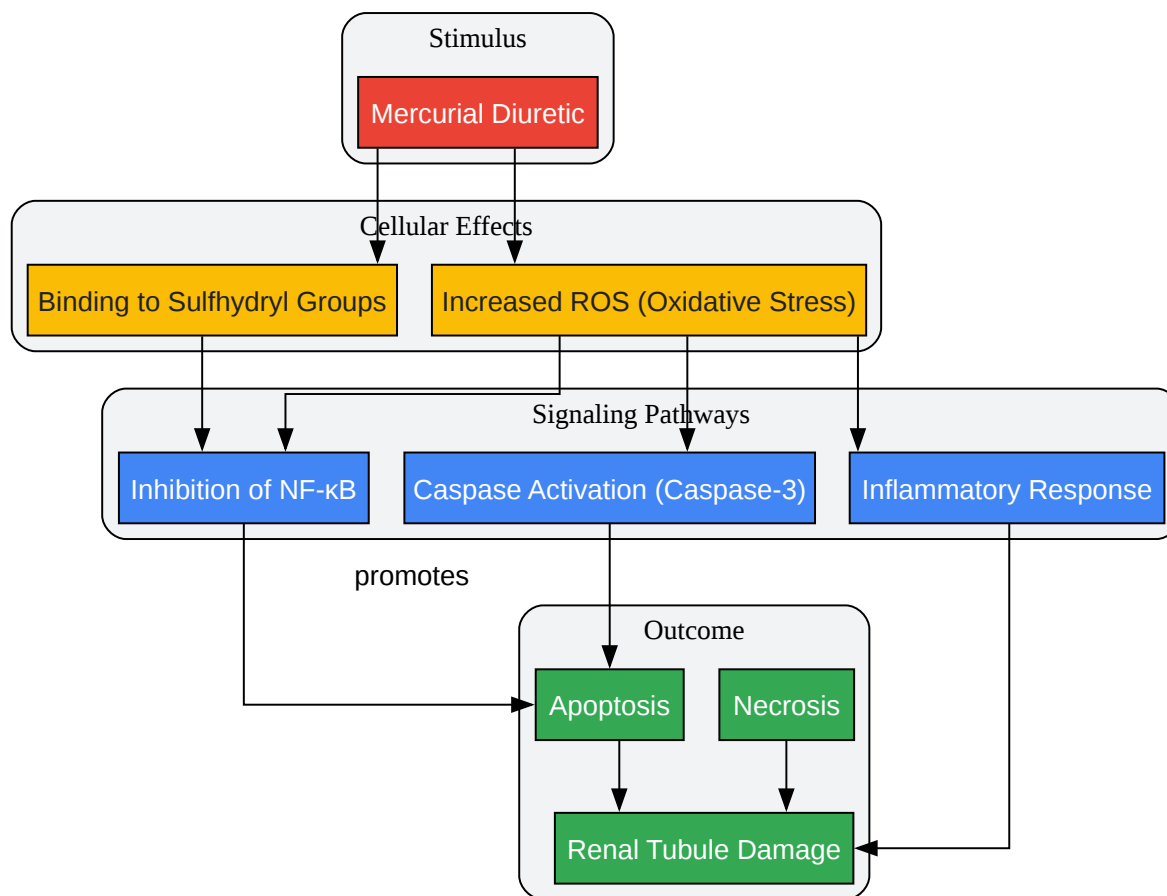 Stimulus
Mercurial Diuretic
Cellular Effects
Binding to Sulfhydryl Groups
Increased ROS (Oxidative Stress)
Signaling Pathways
Inhibition of NF-κB
Caspase Activation (Caspase-3)
Inflammatory Response
promotes
Outcome
Apoptosis
Necrosis
Renal Tubule Damage